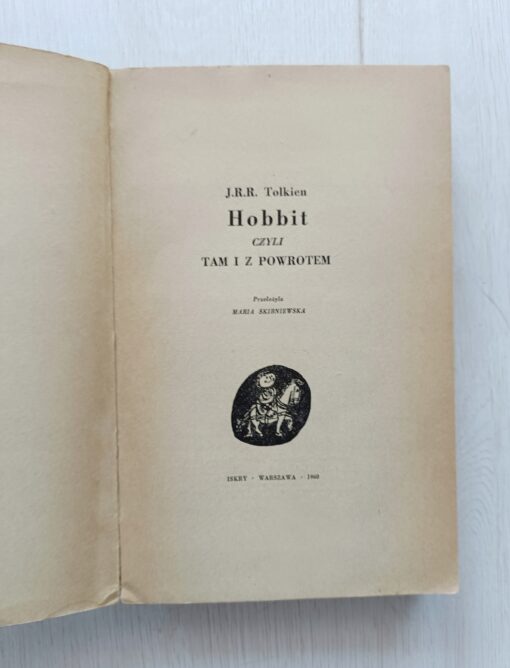 J.R.R. Tolkien
Hobbit
CZYLI
TAM I Z POWROTEM
Przełożyła
MARIA SKIBNIEWSKA
ISKRY · WARSZAWA · 1960